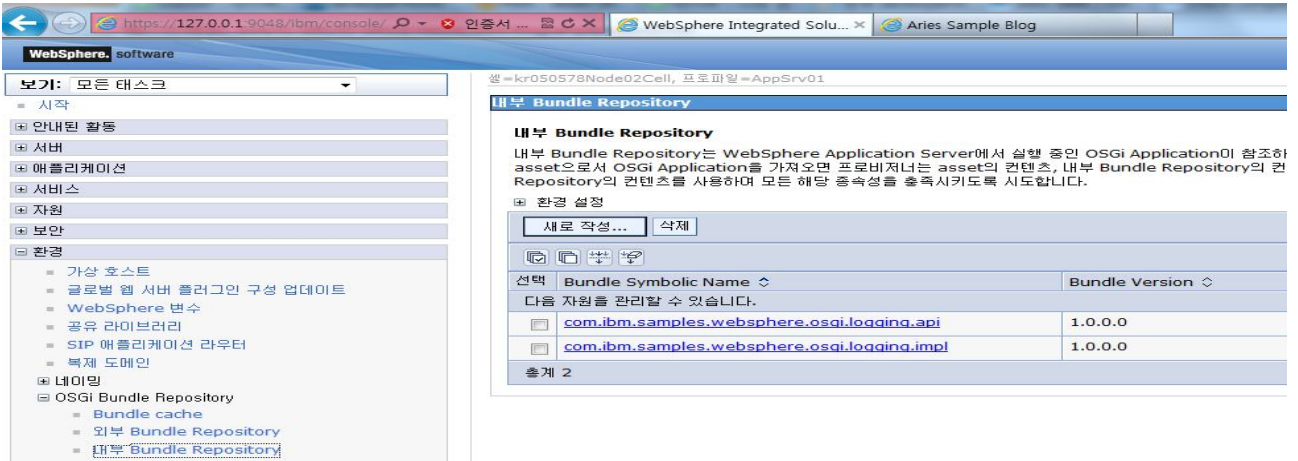 https://127.0.0.1:9048/ibm/console/
인증서 ...
WebSphere Integrated Solu...
Aries Sample Blog
WebSphere. software
보기: 모든 태스크
시작
안내된 활동
서버
애플리케이션
서비스
자원
보안
환경
가상 호스트
글로벌 웹 서버 플러그인 구성 업데이트
WebSphere 변수
공유 라이브러리
SIP 애플리케이션 라우터
복제 도메인
네이밍
OSGi Bundle Repository
Bundle cache
외부 Bundle Repository
내부 Bundle Repository
셀=kr050578Node02Cell, 프로파일=AppSrv01
내부 Bundle Repository
내부 Bundle Repository
내부 Bundle Repository는 WebSphere Application Server에서 실행 중인 OSGi Application이 참조하
asset으로서 OSGi Application를 가져오면 프로비저너는 asset의 컨텐츠, 내부 Bundle Repository의 컨
Repository의 컨텐츠를 사용하여 모든 해당 종속성을 충족시키도록 시도합니다.
환경 설정
새로 작성... 삭제
선택 Bundle Symbolic Name Bundle Version
다음 자원을 관리할 수 있습니다.
com.ibm.samples.websphere.osgi.logging.api 1.0.0.0
com.ibm.samples.websphere.osgi.logging.impl 1.0.0.0
총계 2